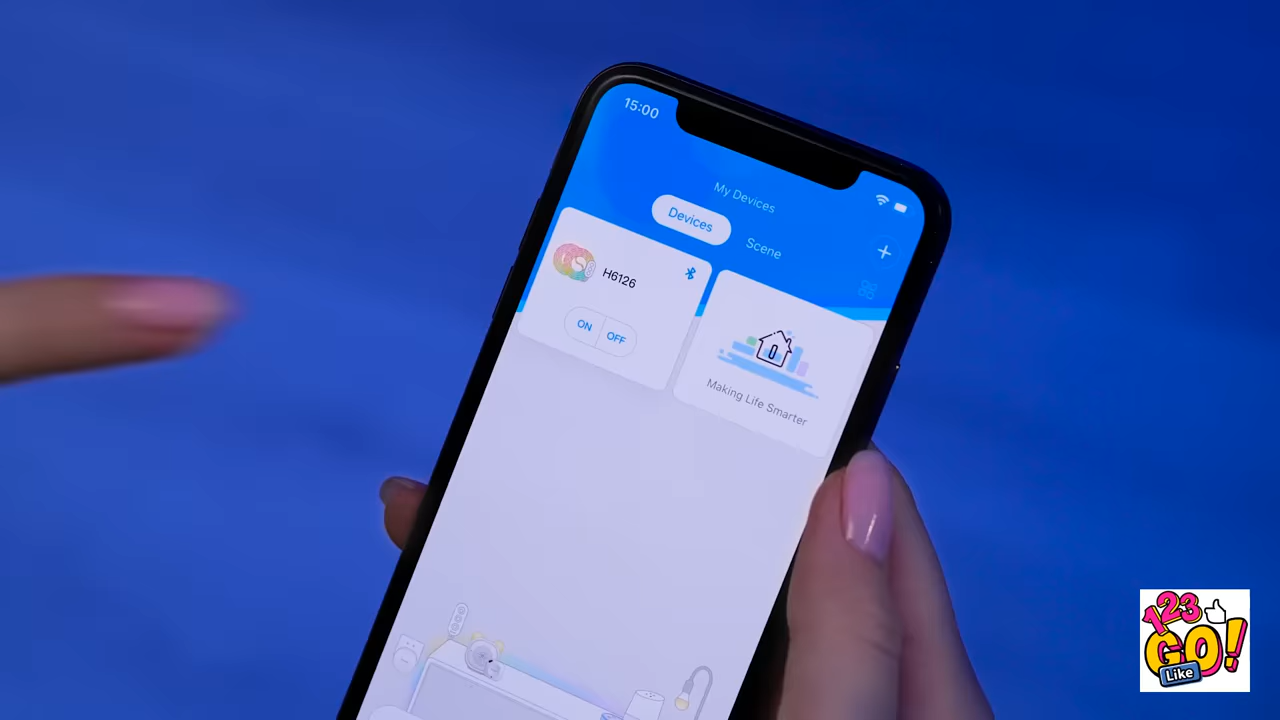 15:00
My Devices
Devices
Scene
H6126
ON
OFF
Making Life Smarter
123
GO!
Like